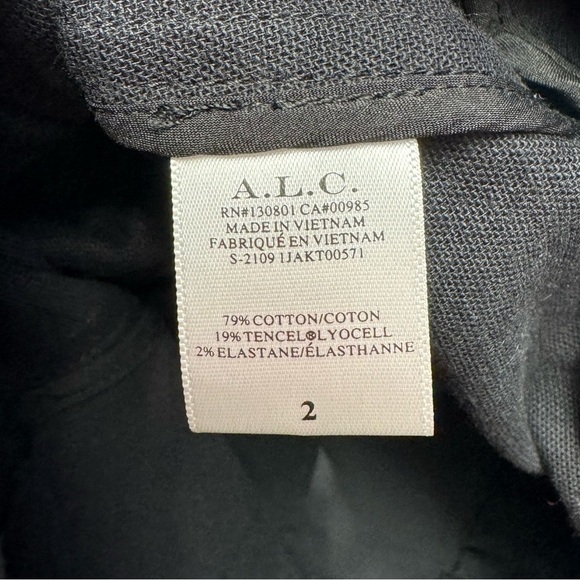 A.L.C.
RN#130801 CA#00985
MADE IN VIETNAM
FABRIQUÉ EN VIETNAM
S-2109 1JAKT00571
79% COTTON/COTON
19% TENCEL®LYOCELL
2% ELASTANE/ÉLASTHANNE
2